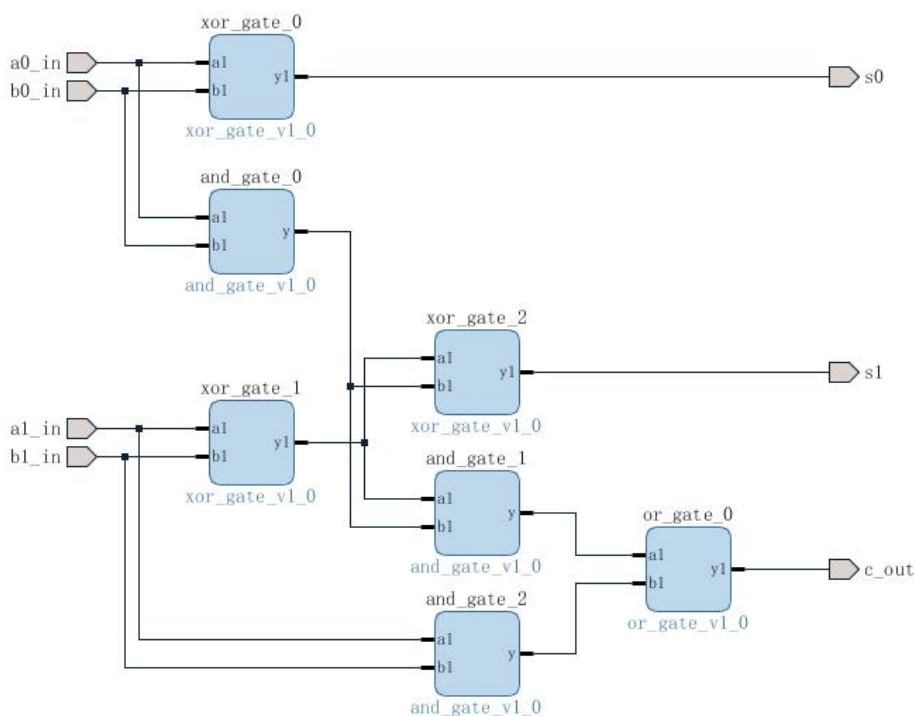 xor_gate_0
a0_in
b0_in
a1
b1
y1
xor_gate_v1_0
s0
and_gate_0
a1
b1
y
and_gate_v1_0
xor_gate_2
a1
b1
y1
xor_gate_v1_0
s1
xor_gate_1
a1_in
b1_in
a1
b1
y1
xor_gate_v1_0
and_gate_1
a1
b1
y
and_gate_v1_0
or_gate_0
a1
b1
y1
or_gate_v1_0
c_out
and_gate_2
a1
b1
y
and_gate_v1_0